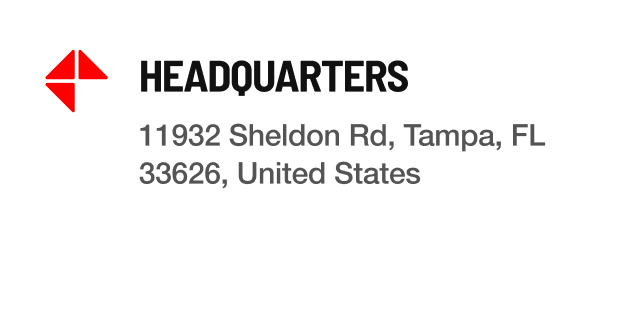 HEADQUARTERS
11932 Sheldon Rd, Tampa, FL
33626, United States